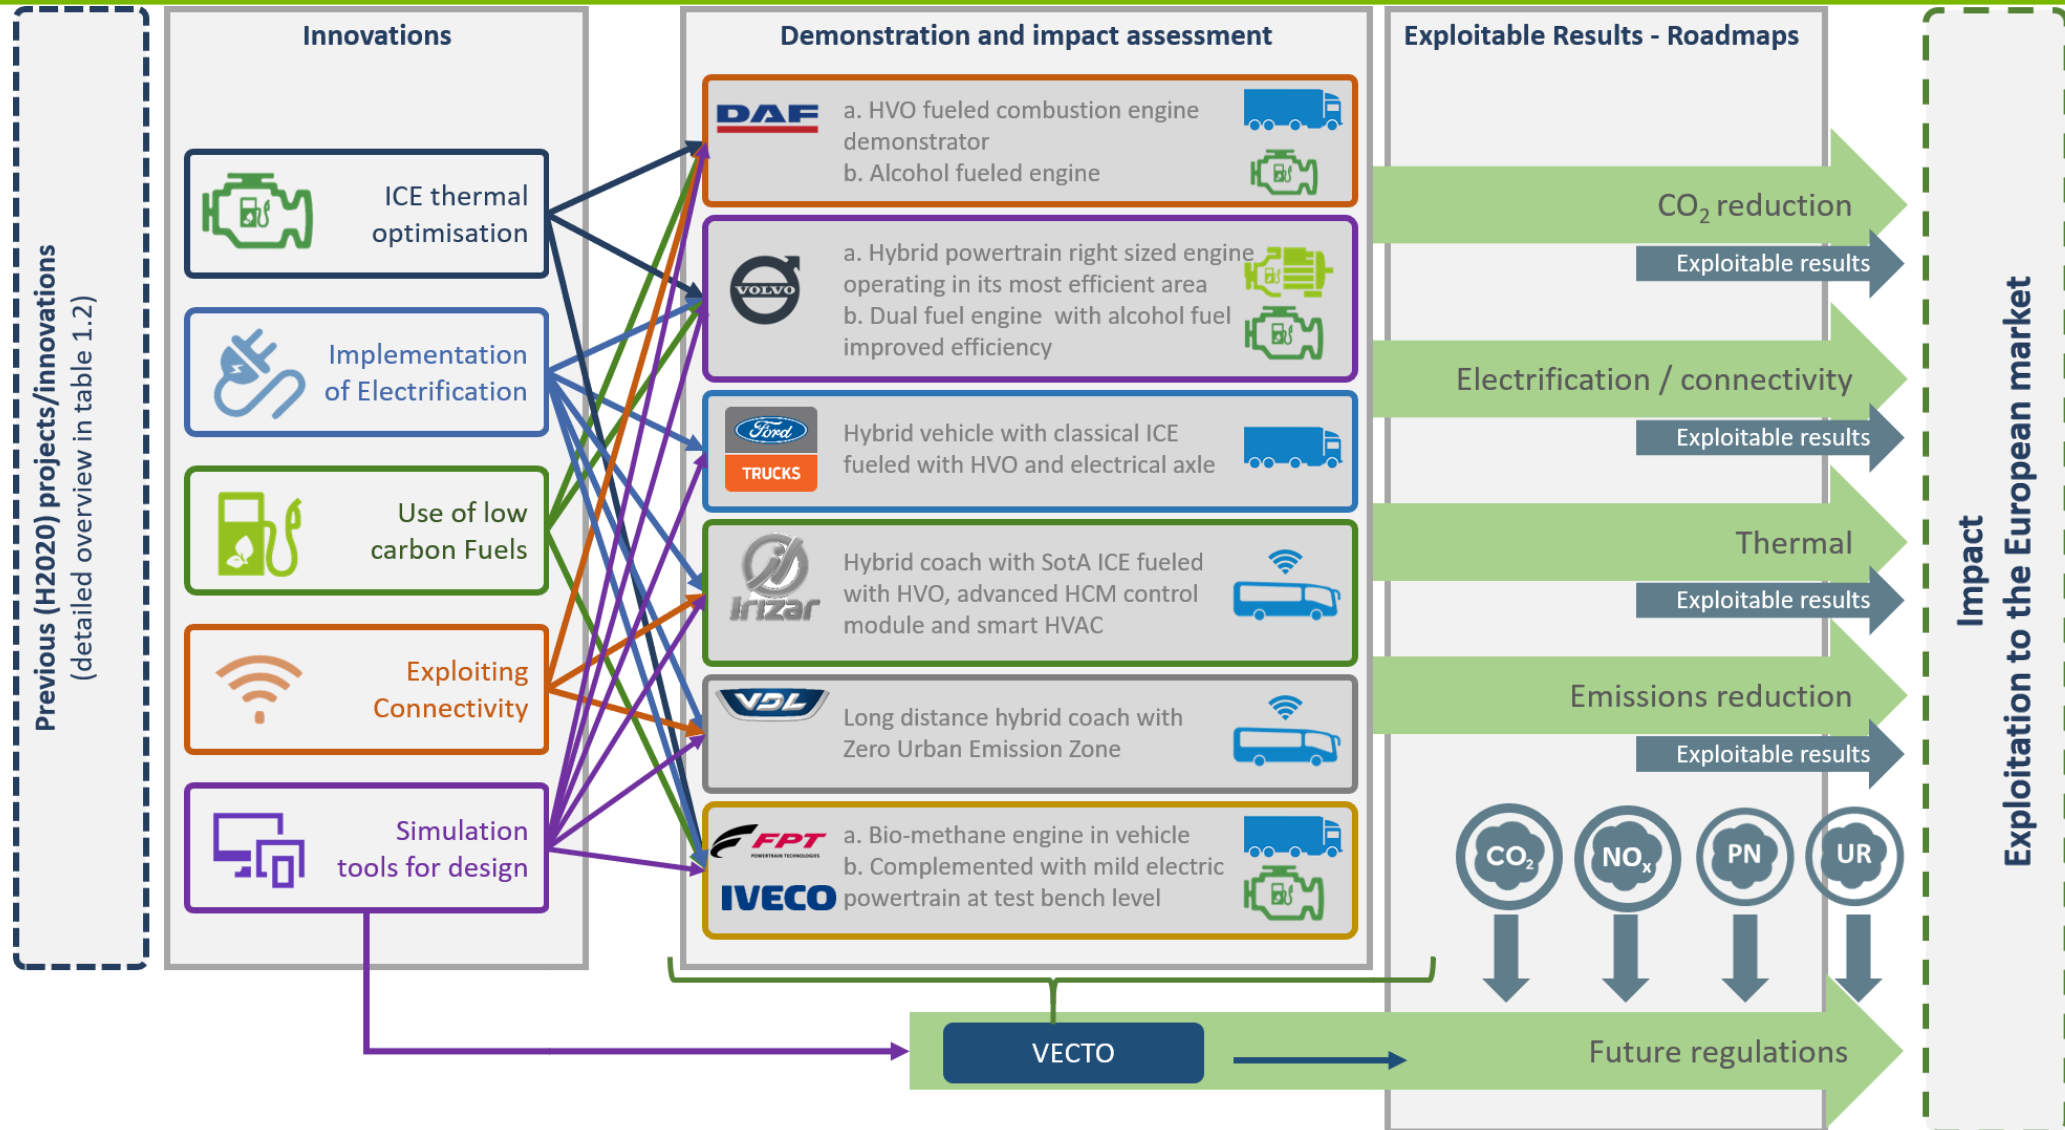 Previous (H2020) projects/innovations
(detailed overview in table 1.2)
Innovations
ICE thermal
optimisation
Implementation
of Electrification
Use of low
carbon Fuels
Exploiting
Connectivity
Simulation
tools for design
Demonstration and impact assessment
DAF
a. HVO fueled combustion engine
demonstrator
b. Alcohol fueled engine
VOLVO
a. Hybrid powertrain right sized engine
operating in its most efficient area
b. Dual fuel engine with alcohol fuel
improved efficiency
Ford
TRUCKS
Hybrid vehicle with classical ICE
fueled with HVO and electrical axle
Irizar
Hybrid coach with SotA ICE fueled
with HVO, advanced HCM control
module and smart HVAC
VDL
Long distance hybrid coach with
Zero Urban Emission Zone
FPT
POWERTRAIN TECHNOLOGIES
IVECO
a. Bio-methane engine in vehicle
b. Complemented with mild electric
powertrain at test bench level
VECTO
Exploitable Results - Roadmaps
CO₂ reduction
Exploitable results
Electrification / connectivity
Exploitable results
Thermal
Exploitable results
Emissions reduction
Exploitable results
CO₂
NOₓ
PN
UR
Future regulations
Impact
Exploitation to the European market